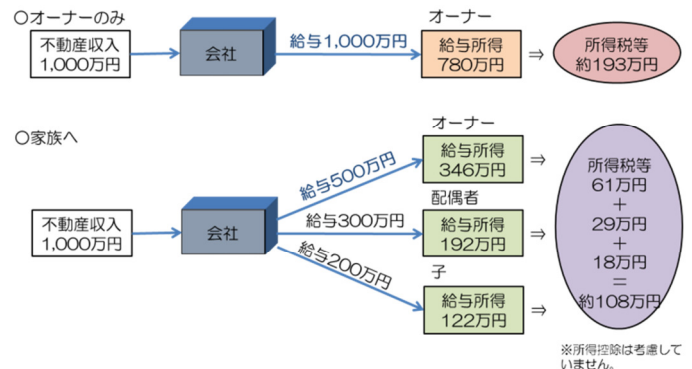 〇オーナーのみ
不動産収入
1,000万円
会社
給与1,000万円
オーナー
給与所得
780万円
⇒
所得税等
約193万円
〇家族へ
不動産収入
1,000万円
会社
給与500万円
オーナー
給与所得
346万円
⇒
給与300万円
配偶者
給与所得
192万円
⇒
給与200万円
子
給与所得
122万円
⇒
所得税等
61万円
+
29万円
+
18万円
=
約108万円
※所得控除は考慮して
いません。